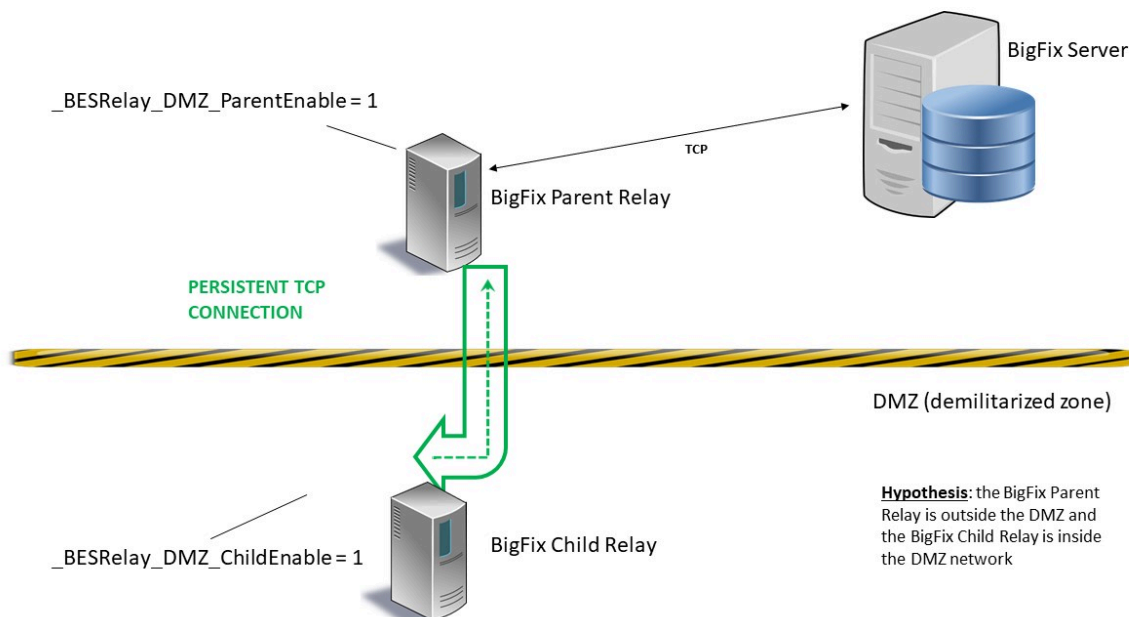 BigFix Server
_BESRelay_DMZ_ParentEnable = 1
TCP
BigFix Parent Relay
PERSISTENT TCP
CONNECTION
DMZ (demilitarized zone)
Hypothesis: the BigFix Parent
Relay is outside the DMZ and
the BigFix Child Relay is inside
the DMZ network
BigFix Child Relay
_BESRelay_DMZ_ChildEnable = 1